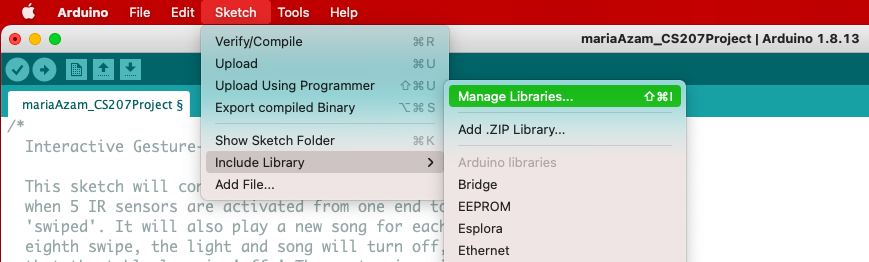 Arduino File Edit Sketch Tools Help
mariaAzam_CS207Project | Arduino 1.8.13
Verify/Compile ⌘R
Upload ⌘U
Upload Using Programmer ⇧⌘U
Export compiled Binary ⌥⌘S
Show Sketch Folder ⌘K
Include Library
Add File...
Manage Libraries... ⇧⌘I
Add .ZIP Library...
Arduino libraries
Bridge
EEPROM
Esplora
Ethernet
mariaAzam_CS207Project §
/*
Interactive Gesture-
This sketch will con
when 5 IR sensors are activated from one end to
'swiped'. It will also play a new song for each
eighth swipe, the light and song will turn off,